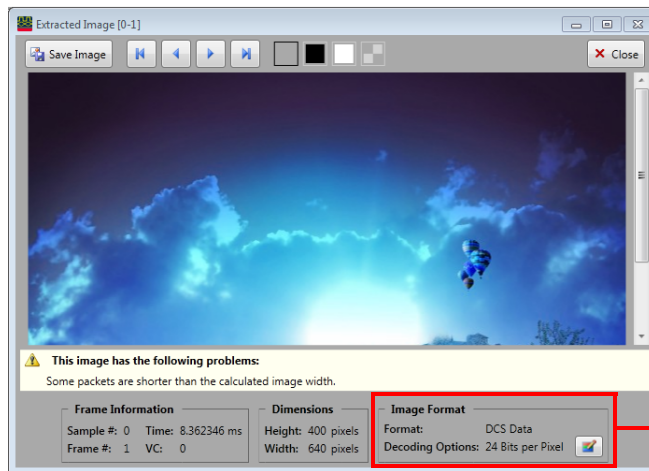 Extracted Image [0-1]
Save Image
Close
This image has the following problems:
Some packets are shorter than the calculated image width.
Frame Information
Sample #: 0 Time: 8.362346 ms
Frame #: 1 VC: 0
Dimensions
Height: 400 pixels
Width: 640 pixels
Image Format
Format: DCS Data
Decoding Options: 24 Bits per Pixel